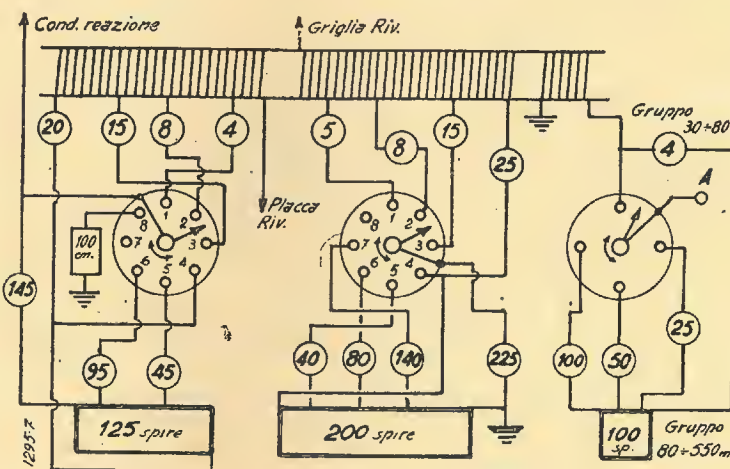 Cond. reazione
Griglia Riv.
20 15 8 4
5 8 15 25
Gruppo
30÷80
4
A
Placca
Riv.
1 2 3 4 5 6 7 8
1 2 3 4 5 6 7 8
100
cm.
145
95 45
40 80 140 225
100 50 25
125 spire
200 spire
100
sp.
Gruppo
80÷550m
1295-Z